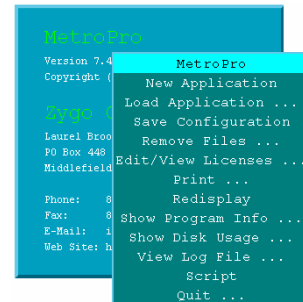 MetroPro
Version 7.4
Copyright (
Zygo
Laurel Broo
PO Box 448
Middlefield
Phone: 8
Fax: 8
E-Mail: i
Web Site: h
MetroPro
New Application
Load Application ...
Save Configuration
Remove Files ...
Edit/View Licenses ...
Print ...
Redisplay
Show Program Info ...
Show Disk Usage ...
View Log File ...
Script
Quit ...